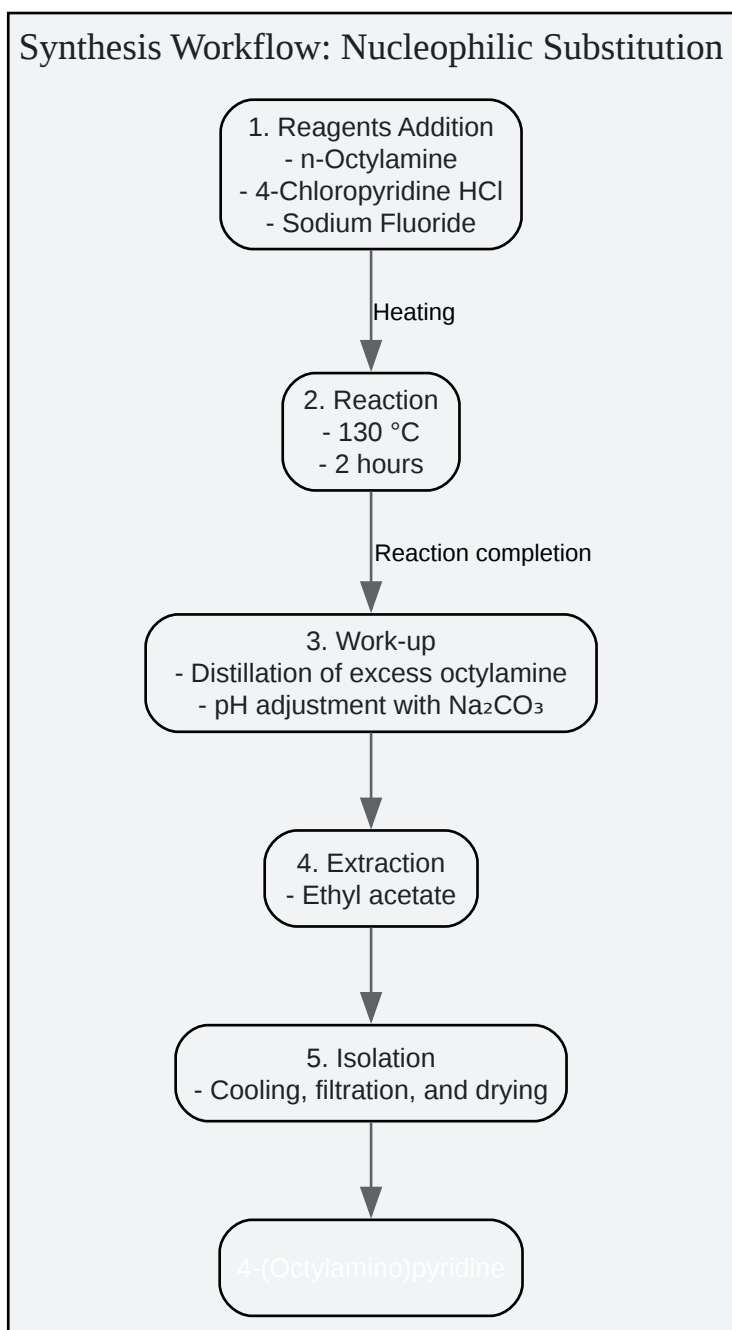 Synthesis Workflow: Nucleophilic Substitution
1. Reagents Addition
- n-Octylamine
- 4-Chloropyridine HCl
- Sodium Fluoride
Heating
2. Reaction
- 130 °C
- 2 hours
Reaction completion
3. Work-up
- Distillation of excess octylamine
- pH adjustment with Na₂CO₃
4. Extraction
- Ethyl acetate
5. Isolation
- Cooling, filtration, and drying
4-(Octylamino)pyridine